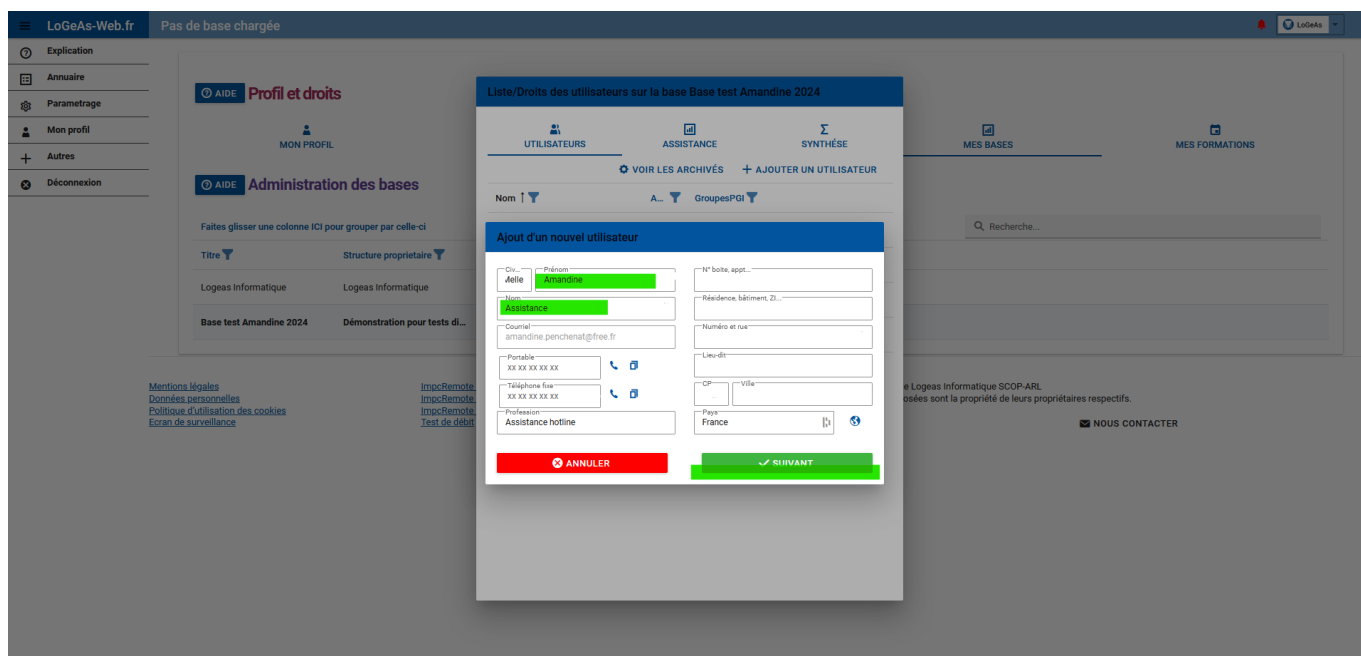 LoGeAs-Web.fr
Pas de base chargée
LoGeAs
Explication
Annuaire
Parametrage
Mon profil
Autres
Déconnexion
AIDE Profil et droits
MON PROFIL
MES BASES
MES FORMATIONS
AIDE Administration des bases
Faites glisser une colonne ICI pour grouper par celle-ci
Recherche...
Titre
Structure proprietaire
Logeas Informatique
Logeas Informatique
Base test Amandine 2024
Démonstration pour tests di...
Liste/Droits des utilisateurs sur la base Base test Amandine 2024
UTILISATEURS
ASSISTANCE
SYNTHÉSE
VOIR LES ARCHIVÉS
AJOUTER UN UTILISATEUR
Nom
A...
GroupesPGI
Ajout d'un nouvel utilisateur
Civ...
Melle
Prénom
Amandine
N° boite, appt...
Nom
Assistance
Résidence, bâtiment, ZI...
Courriel
amandine.penchenat@free.fr
Numéro et rue
Portable
xx xx xx xx xx
Lieu-dit
Téléphone fixe
xx xx xx xx xx
CP
Ville
Profession
Assistance hotline
Pays
France
ANNULER
SUIVANT
Mentions légales
Données personnelles
Politique d'utilisation des cookies
Ecran de surveillance
ImpcRemote
ImpcRemote
ImpcRemote
Test de débit
e Logeas Informatique SCOP-ARL
osées sont la propriété de leurs propriétaires respectifs.
NOUS CONTACTER